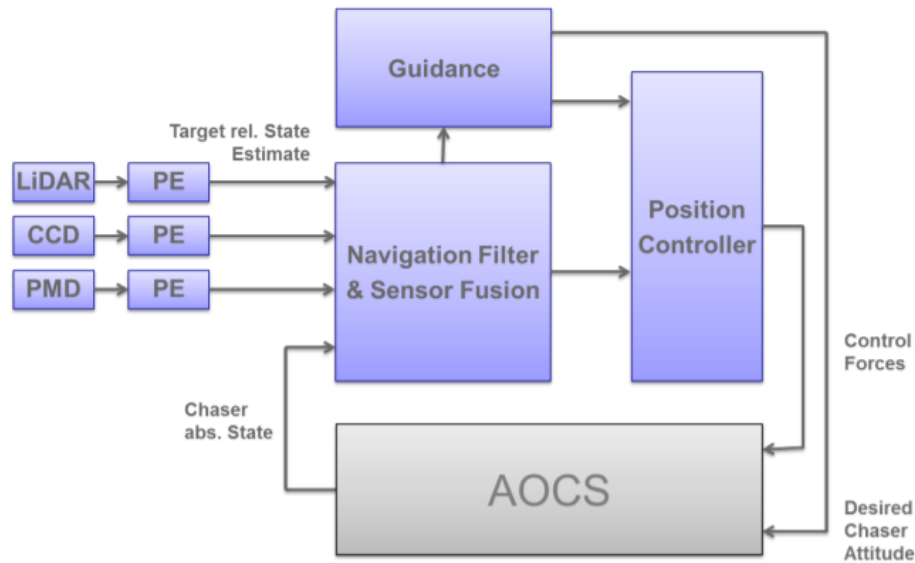 Guidance
Target rel. State
Estimate
LiDAR
PE
CCD
PE
PMD
PE
Navigation Filter
& Sensor Fusion
Position
Controller
Control
Forces
Chaser
abs. State
AOCS
Desired
Chaser
Attitude